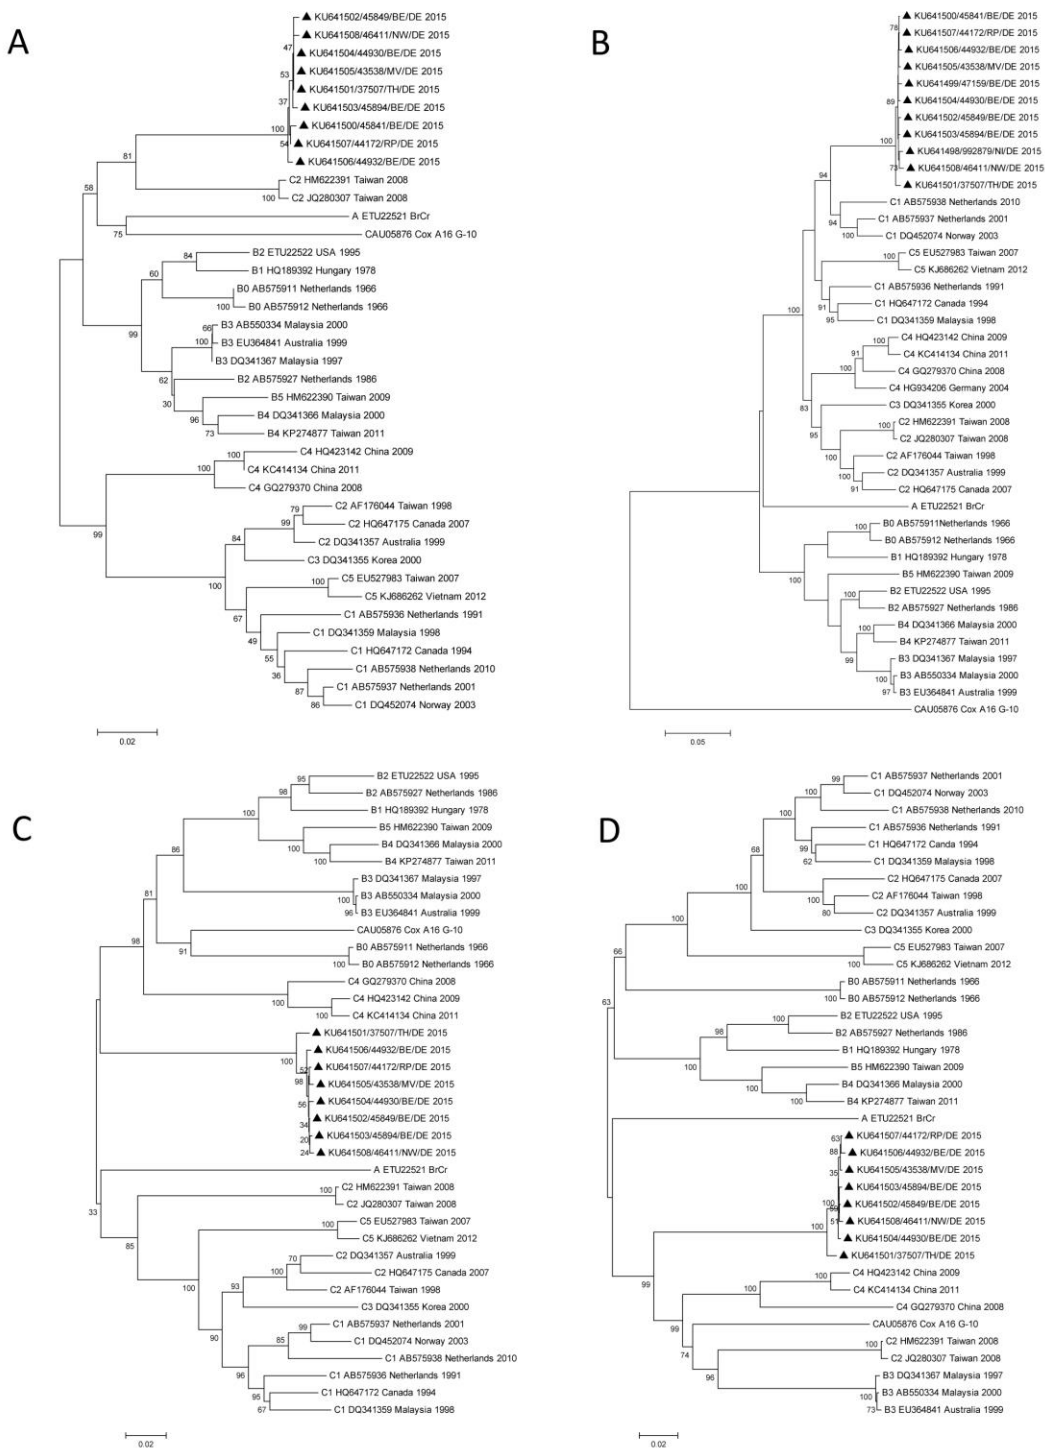 A
KU641502/45849/BE/DE 2015
KU641508/46411/NW/DE 2015
47
KU641504/44930/BE/DE 2015
KU641505/43538/MV/DE 2015
53
KU641501/37507/TH/DE 2015
37
KU641503/45894/BE/DE 2015
KU641500/45841/BE/DE 2015
100
KU641507/44172/RP/DE 2015
54
KU641506/44932/BE/DE 2015
81
C2 HM622391 Taiwan 2008
58
C2 JQ280307 Taiwan 2008
100
A ETU22521 BrCr
CAU05876 Cox A16 G-10
75
B2 ETU22522 USA 1995
84
B1 HQ189392 Hungary 1978
60
B0 AB575911 Netherlands 1966
B0 AB575912 Netherlands 1966
100
B3 AB550334 Malaysia 2000
66
99
B3 EU364841 Australia 1999
100
B3 DQ341367 Malaysia 1997
B2 AB575927 Netherlands 1986
62
B5 HM622390 Taiwan 2009
30
B4 DQ341366 Malaysia 2000
96
B4 KP274877 Taiwan 2011
73
C4 HQ423142 China 2009
100
C4 KC414134 China 2011
100
C4 GQ279370 China 2008
C2 AF176044 Taiwan 1998
79
C2 HQ647175 Canada 2007
99
99
C2 DQ341357 Australia 1999
84
C3 DQ341355 Korea 2000
C5 EU527983 Taiwan 2007
100
100
C5 KJ686262 Vietnam 2012
C1 AB575936 Netherlands 1991
67
C1 DQ341359 Malaysia 1998
49
C1 HQ647172 Canada 1994
55
C1 AB575938 Netherlands 2010
36
C1 AB575937 Netherlands 2001
87
C1 DQ452074 Norway 2003
86
0.02
B
KU641500/45841/BE/DE 2015
78
KU641507/44172/RP/DE 2015
KU641506/44932/BE/DE 2015
KU641505/43538/MV/DE 2015
KU641499/47159/BE/DE 2015
89
KU641504/44930/BE/DE 2015
KU641502/45849/BE/DE 2015
KU641503/45894/BE/DE 2015
100
KU641498/992879/NI/DE 2015
73
KU641508/46411/NW/DE 2015
94
KU641501/37507/TH/DE 2015
C1 AB575938 Netherlands 2010
C1 AB575937 Netherlands 2001
94
C1 DQ452074 Norway 2003
100
C5 EU527983 Taiwan 2007
100
C5 KJ686262 Vietnam 2012
C1 AB575936 Netherlands 1991
C1 HQ647172 Canada 1994
100
91
C1 DQ341359 Malaysia 1998
95
C4 HQ423142 China 2009
100
C4 KC414134 China 2011
91
C4 GQ279370 China 2008
C4 HG934206 Germany 2004
C3 DQ341355 Korea 2000
83
C2 HM622391 Taiwan 2008
100
C2 JQ280307 Taiwan 2008
95
C2 AF176044 Taiwan 1998
100
C2 DQ341357 Australia 1999
100
C2 HQ647175 Canada 2007
91
A ETU22521 BrCr
B0 AB575911Netherlands 1966
100
B0 AB575912 Netherlands 1966
B1 HQ189392 Hungary 1978
100
B5 HM622390 Taiwan 2009
B2 ETU22522 USA 1995
100
B2 AB575927 Netherlands 1986
B4 DQ341366 Malaysia 2000
100
B4 KP274877 Taiwan 2011
99
B3 DQ341367 Malaysia 1997
100
B3 AB550334 Malaysia 2000
97
B3 EU364841 Australia 1999
CAU05876 Cox A16 G-10
0.05
C
B2 ETU22522 USA 1995
95
B2 AB575927 Netherlands 1986
98
B1 HQ189392 Hungary 1978
100
B5 HM622390 Taiwan 2009
B4 DQ341366 Malaysia 2000
100
86
B4 KP274877 Taiwan 2011
100
B3 DQ341367 Malaysia 1997
81
B3 AB550334 Malaysia 2000
100
B3 EU364841 Australia 1999
96
CAU05876 Cox A16 G-10
98
B0 AB575911 Netherlands 1966
91
B0 AB575912 Netherlands 1966
100
C4 GQ279370 China 2008
C4 HQ423142 China 2009
100
C4 KC414134 China 2011
100
KU641501/37507/TH/DE 2015
KU641506/44932/BE/DE 2015
100
KU641507/44172/RP/DE 2015
52
KU641505/43538/MV/DE 2015
98
KU641504/44930/BE/DE 2015
56
KU641502/45849/BE/DE 2015
34
KU641503/45894/BE/DE 2015
20
KU641508/46411/NW/DE 2015
24
A ETU22521 BrCr
C2 HM622391 Taiwan 2008
100
C2 JQ280307 Taiwan 2008
33
C5 EU527983 Taiwan 2007
100
C5 KJ686262 Vietnam 2012
85
C2 DQ341357 Australia 1999
70
C2 HQ647175 Canada 2007
100
C2 AF176044 Taiwan 1998
93
100
C3 DQ341355 Korea 2000
C1 AB575937 Netherlands 2001
99
C1 DQ452074 Norway 2003
90
85
C1 AB575938 Netherlands 2010
C1 AB575936 Netherlands 1991
96
C1 HQ647172 Canada 1994
95
C1 DQ341359 Malaysia 1998
67
0.02
D
C1 AB575937 Netherlands 2001
99
C1 DQ452074 Norway 2003
100
C1 AB575938 Netherlands 2010
100
C1 AB575936 Netherlands 1991
C1 HQ647172 Canda 1994
99
68
C1 DQ341359 Malaysia 1998
62
C2 HQ647175 Canada 2007
100
C2 AF176044 Taiwan 1998
100
C2 DQ341357 Australia 1999
80
100
C3 DQ341355 Korea 2000
C5 EU527983 Taiwan 2007
66
C5 KJ686262 Vietnam 2012
100
B0 AB575911 Netherlands 1966
B0 AB575912 Netherlands 1966
100
63
B2 ETU22522 USA 1995
100
B2 AB575927 Netherlands 1986
98
B1 HQ189392 Hungary 1978
100
B5 HM622390 Taiwan 2009
B4 DQ341366 Malaysia 2000
100
B4 KP274877 Taiwan 2011
100
A ETU22521 BrCr
KU641507/44172/RP/DE 2015
63
KU641506/44932/BE/DE 2015
88
KU641505/43538/MV/DE 2015
35
KU641503/45894/BE/DE 2015
100
KU641502/45849/BE/DE 2015
KU641508/46411/NW/DE 2015
51
100
KU641504/44930/BE/DE 2015
KU641501/37507/TH/DE 2015
C4 HQ423142 China 2009
100
99
C4 KC414134 China 2011
100
C4 GQ279370 China 2008
CAU05876 Cox A16 G-10
99
C2 HM622391 Taiwan 2008
100
74
C2 JQ280307 Taiwan 2008
B3 DQ341367 Malaysia 1997
96
B3 AB550334 Malaysia 2000
100
B3 EU364841 Australia 1999
73
0.02